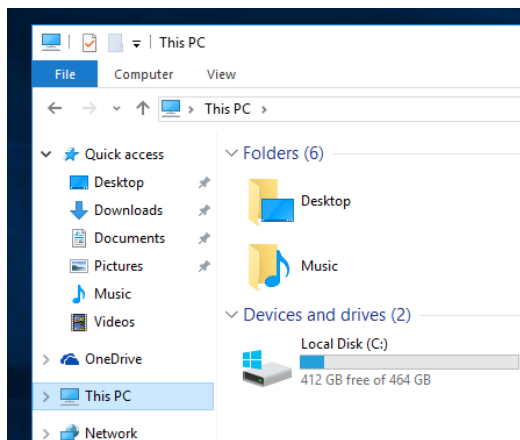 This PC
File Computer View
This PC
Quick access
Desktop
Downloads
Documents
Pictures
Music
Videos
OneDrive
This PC
Network
Folders (6)
Desktop
Music
Devices and drives (2)
Local Disk (C:)
412 GB free of 464 GB